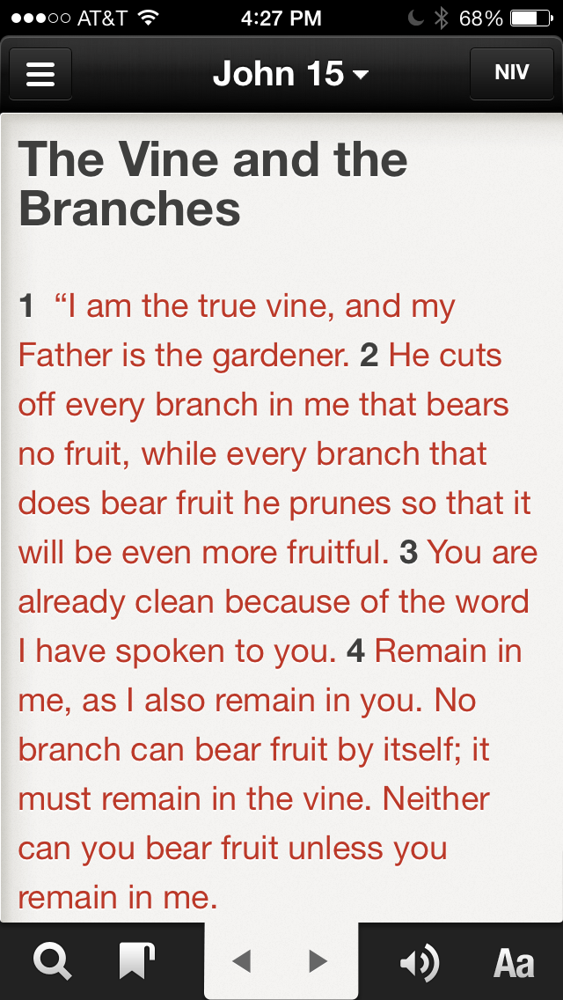 AT&T 4:27 PM 68%
John 15 NIV
The Vine and the
Branches
1 “I am the true vine, and my
Father is the gardener. 2 He cuts
off every branch in me that bears
no fruit, while every branch that
does bear fruit he prunes so that it
will be even more fruitful. 3 You are
already clean because of the word
I have spoken to you. 4 Remain in
me, as I also remain in you. No
branch can bear fruit by itself; it
must remain in the vine. Neither
can you bear fruit unless you
remain in me.
Aa